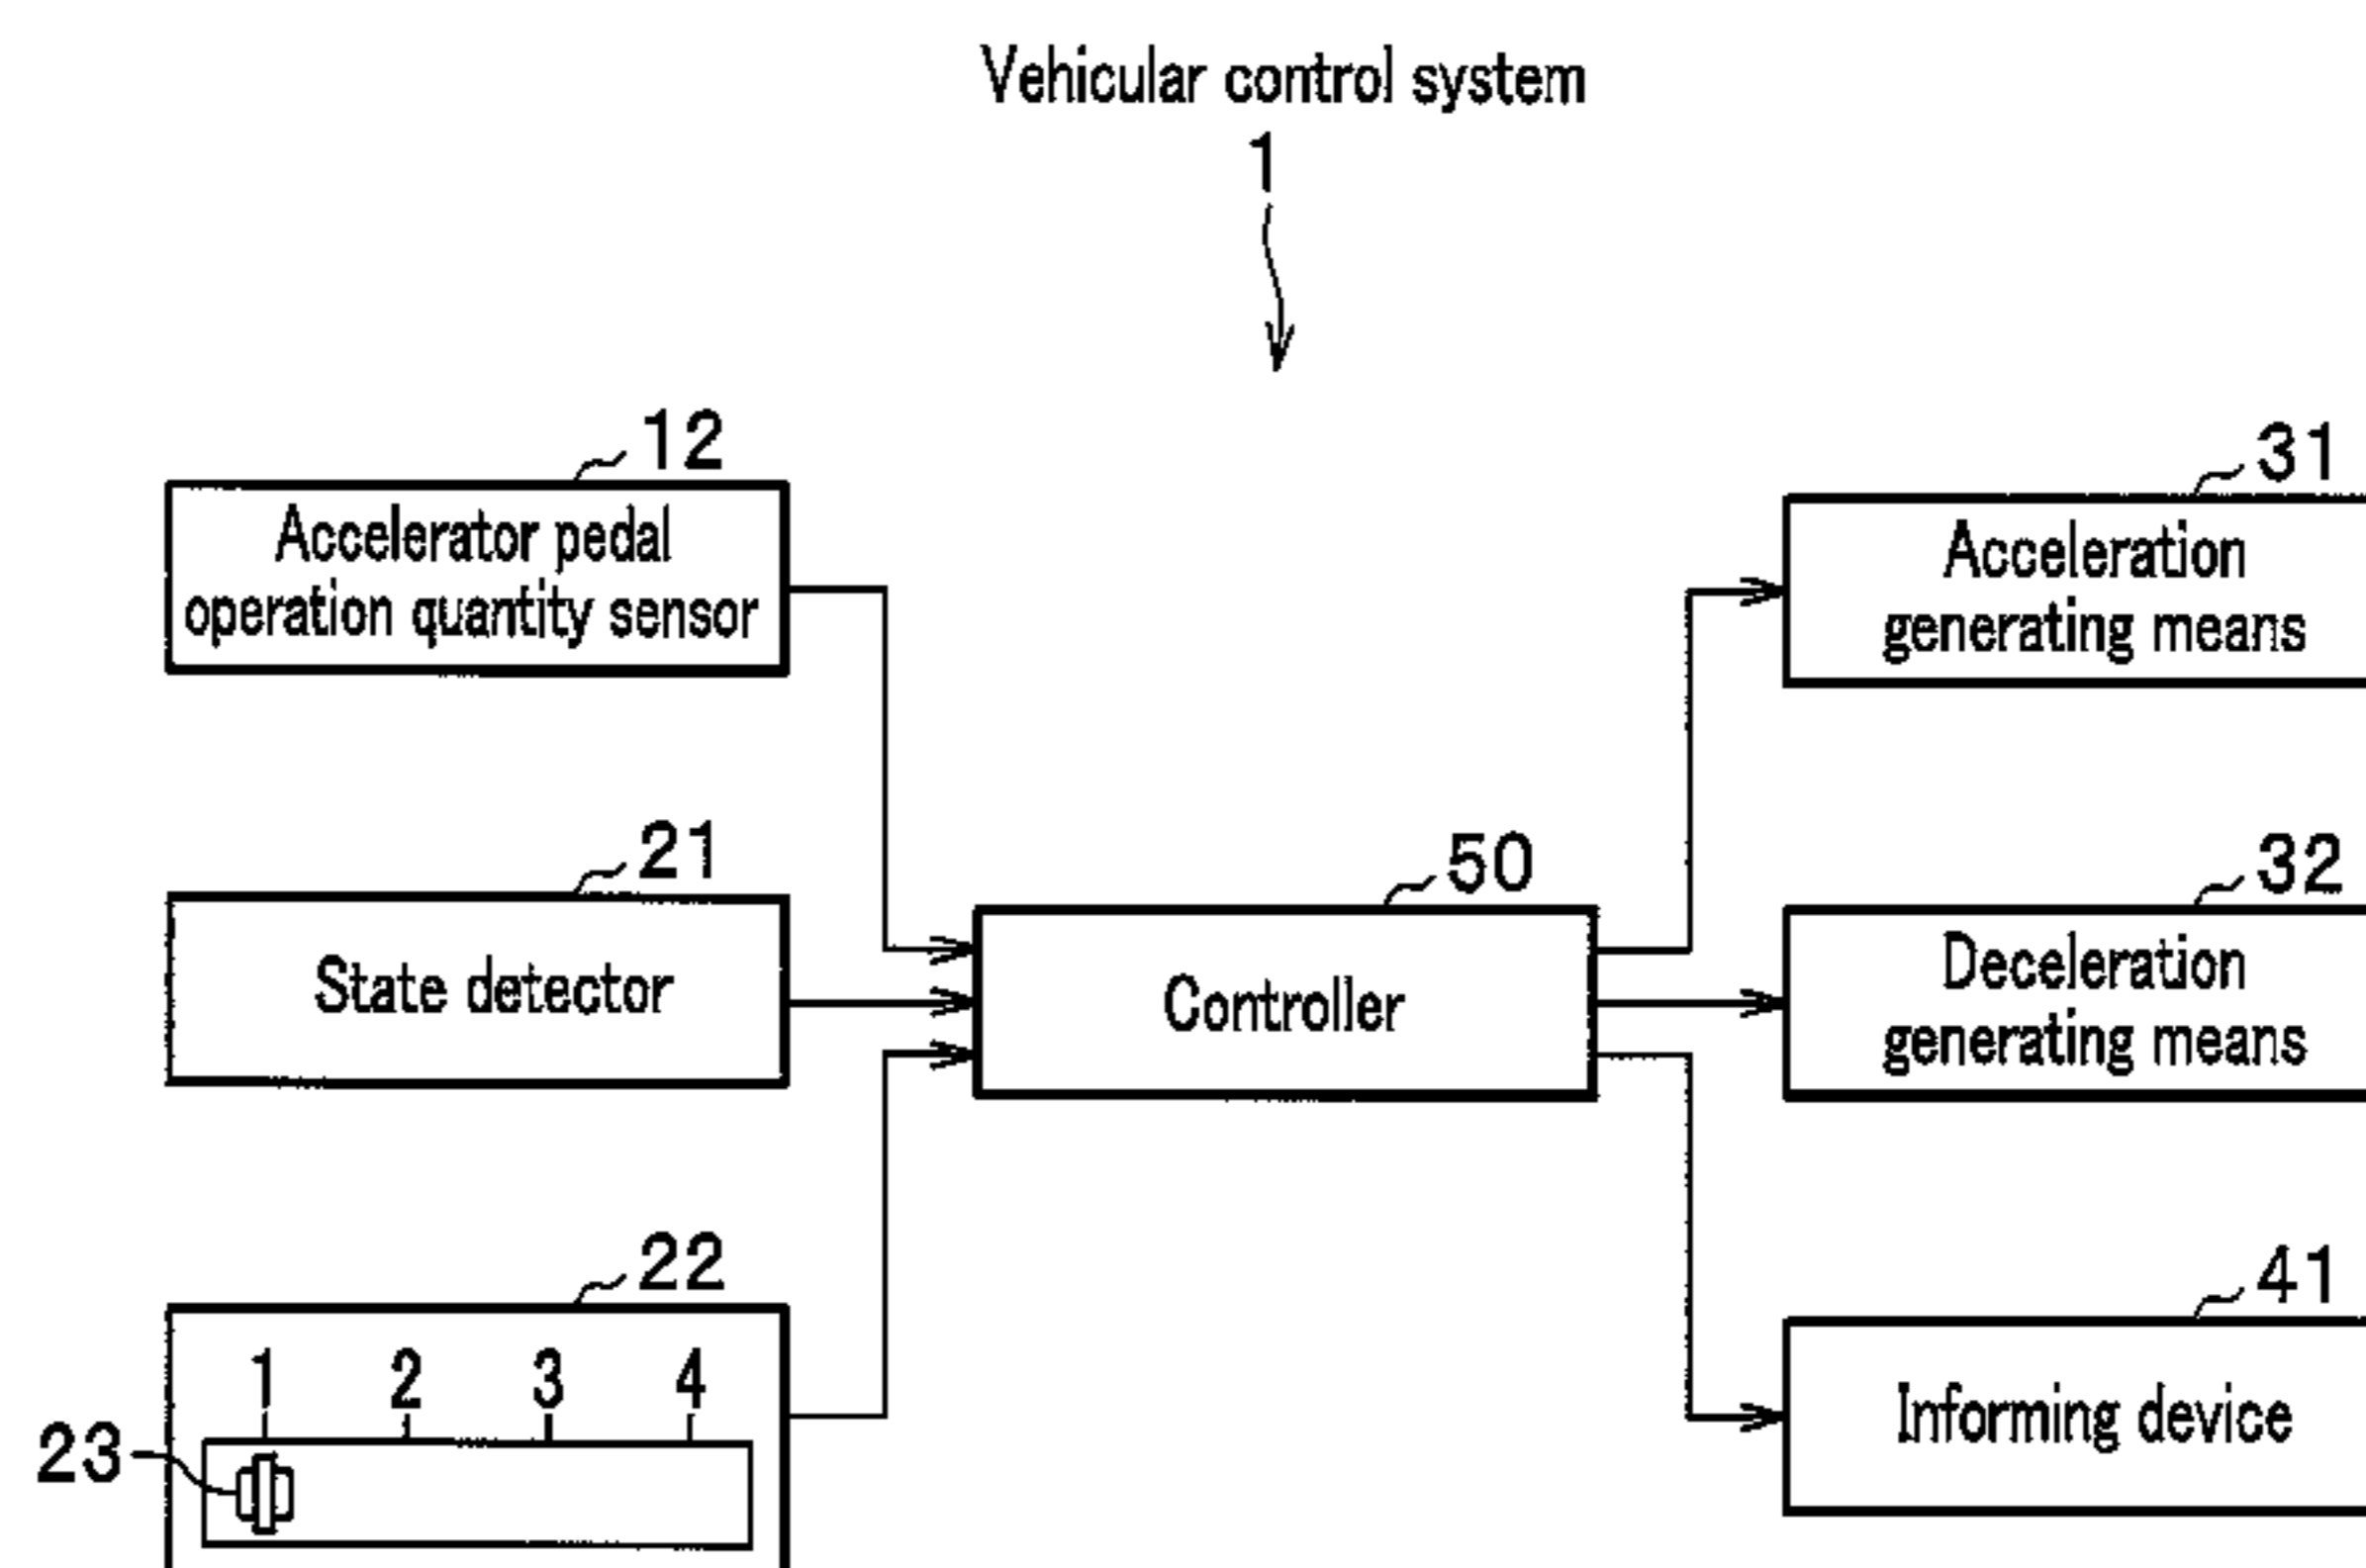 Vehicular control system
1
12
Accelerator pedal
operation quantity sensor
31
Acceleration
generating means
21
State detector
50
Controller
32
Deceleration
generating means
22
1 2 3 4
23
41
Informing device